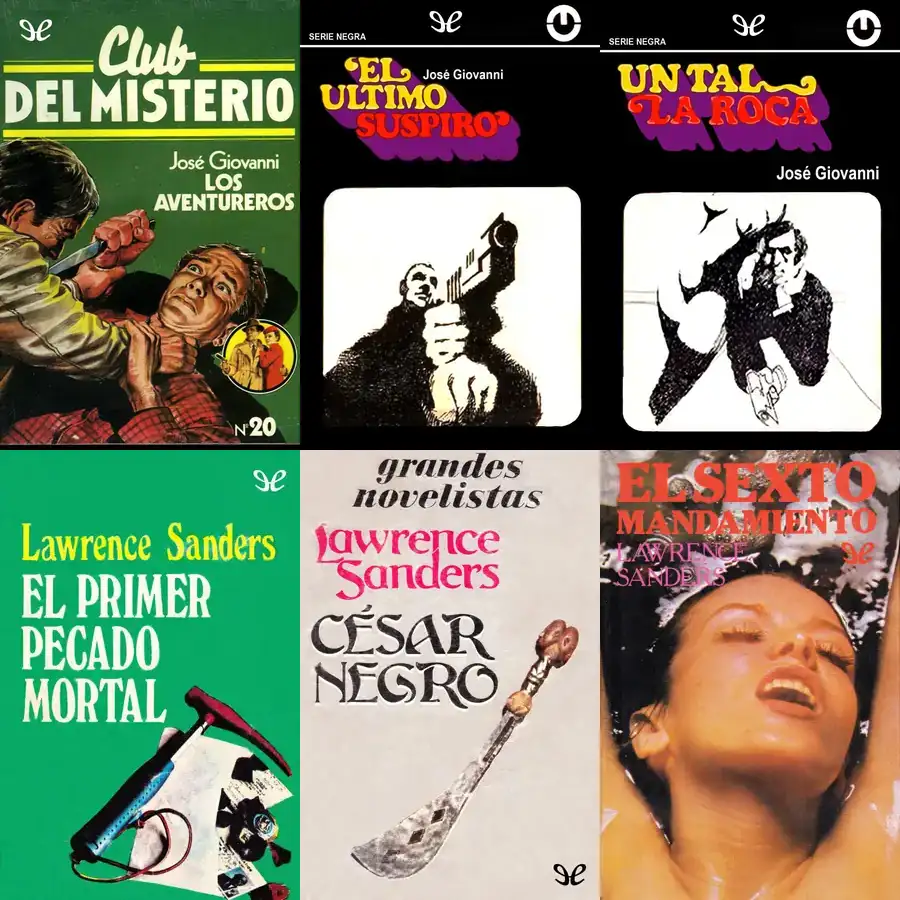 Club
DEL MISTERIO
José Giovanni
LOS
AVENTUREROS
Nº20
SERIE NEGRA
José Giovanni
EL
ULTIMO
SUSPIRO
SERIE NEGRA
UN TAL
LA ROCA
José Giovanni
Lawrence Sanders
EL PRIMER
PECADO
MORTAL
grandes
novelistas
Lawrence
Sanders
CÉSAR
NEGRO
EL SEXTO
MANDAMIENTO
LAWRENCE
SANDERS